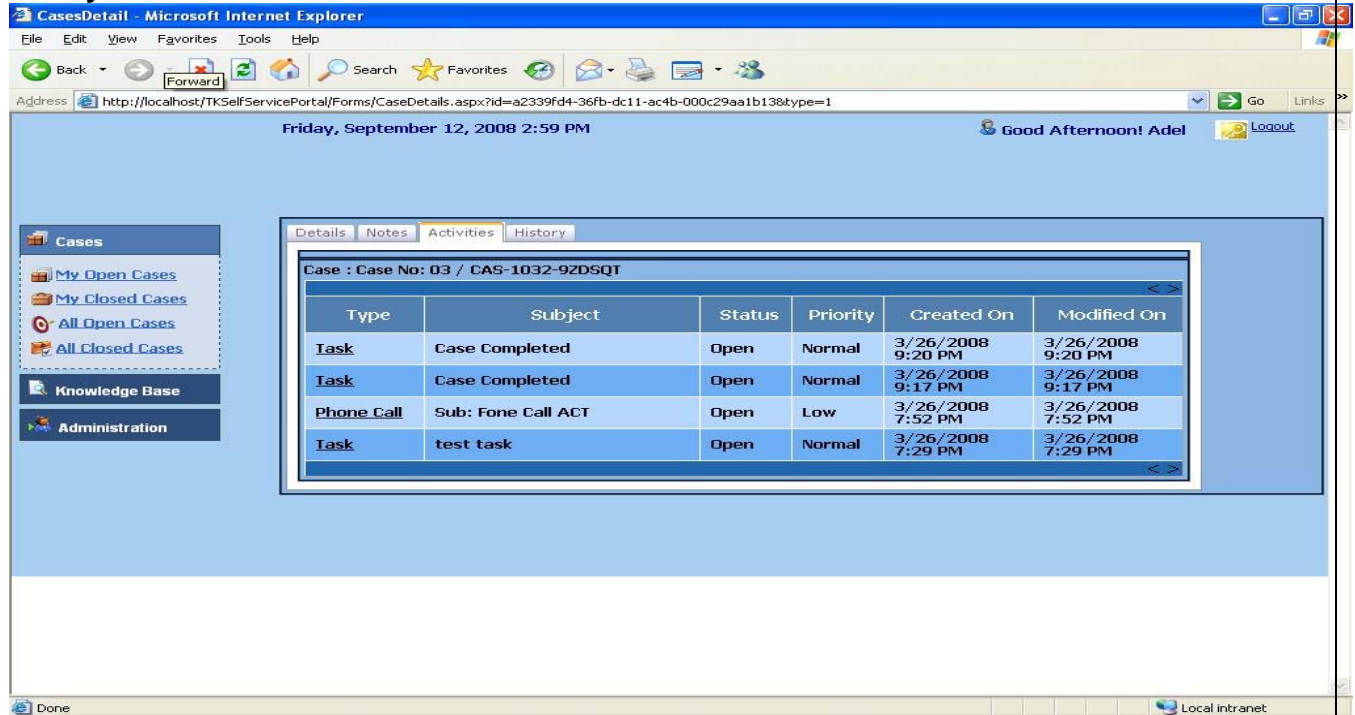 CasesDetail - Microsoft Internet Explorer
File Edit View Favorites Tools Help
Back Search Favorites
Forward
Address http://localhost/TKSelfServicePortal/Forms/CaseDetails.aspx?id=a2339fd4-36fb-dc11-ac4b-000c29aa1b13&type=1 Go Links »
Friday, September 12, 2008 2:59 PM Good Afternoon! Adel Logout
Cases
My Open Cases
My Closed Cases
All Open Cases
All Closed Cases
Knowledge Base
Administration
Details Notes Activities History
Case : Case No: 03 / CAS-1032-9ZDSQT
< >
Type Subject Status Priority Created On Modified On
Task Case Completed Open Normal 3/26/2008 9:20 PM 3/26/2008 9:20 PM
Task Case Completed Open Normal 3/26/2008 9:17 PM 3/26/2008 9:17 PM
Phone Call Sub: Fone Call ACT Open Low 3/26/2008 7:52 PM 3/26/2008 7:52 PM
Task test task Open Normal 3/26/2008 7:29 PM 3/26/2008 7:29 PM
< >
Done Local intranet